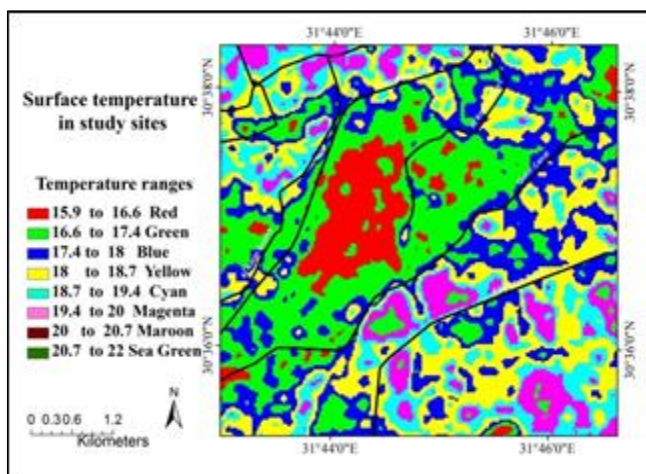 31°44'0"E
31°46'0"E
Surface temperature
in study sites
30°38'0"N
30°38'0"N
Temperature ranges
15.9 to 16.6 Red
16.6 to 17.4 Green
17.4 to 18 Blue
18 to 18.7 Yellow
18.7 to 19.4 Cyan
19.4 to 20 Magenta
20 to 20.7 Maroon
20.7 to 22 Sea Green
30°36'0"N
30°36'0"N
N
0 0.30.6 1.2
Kilometers
31°44'0"E
31°46'0"E